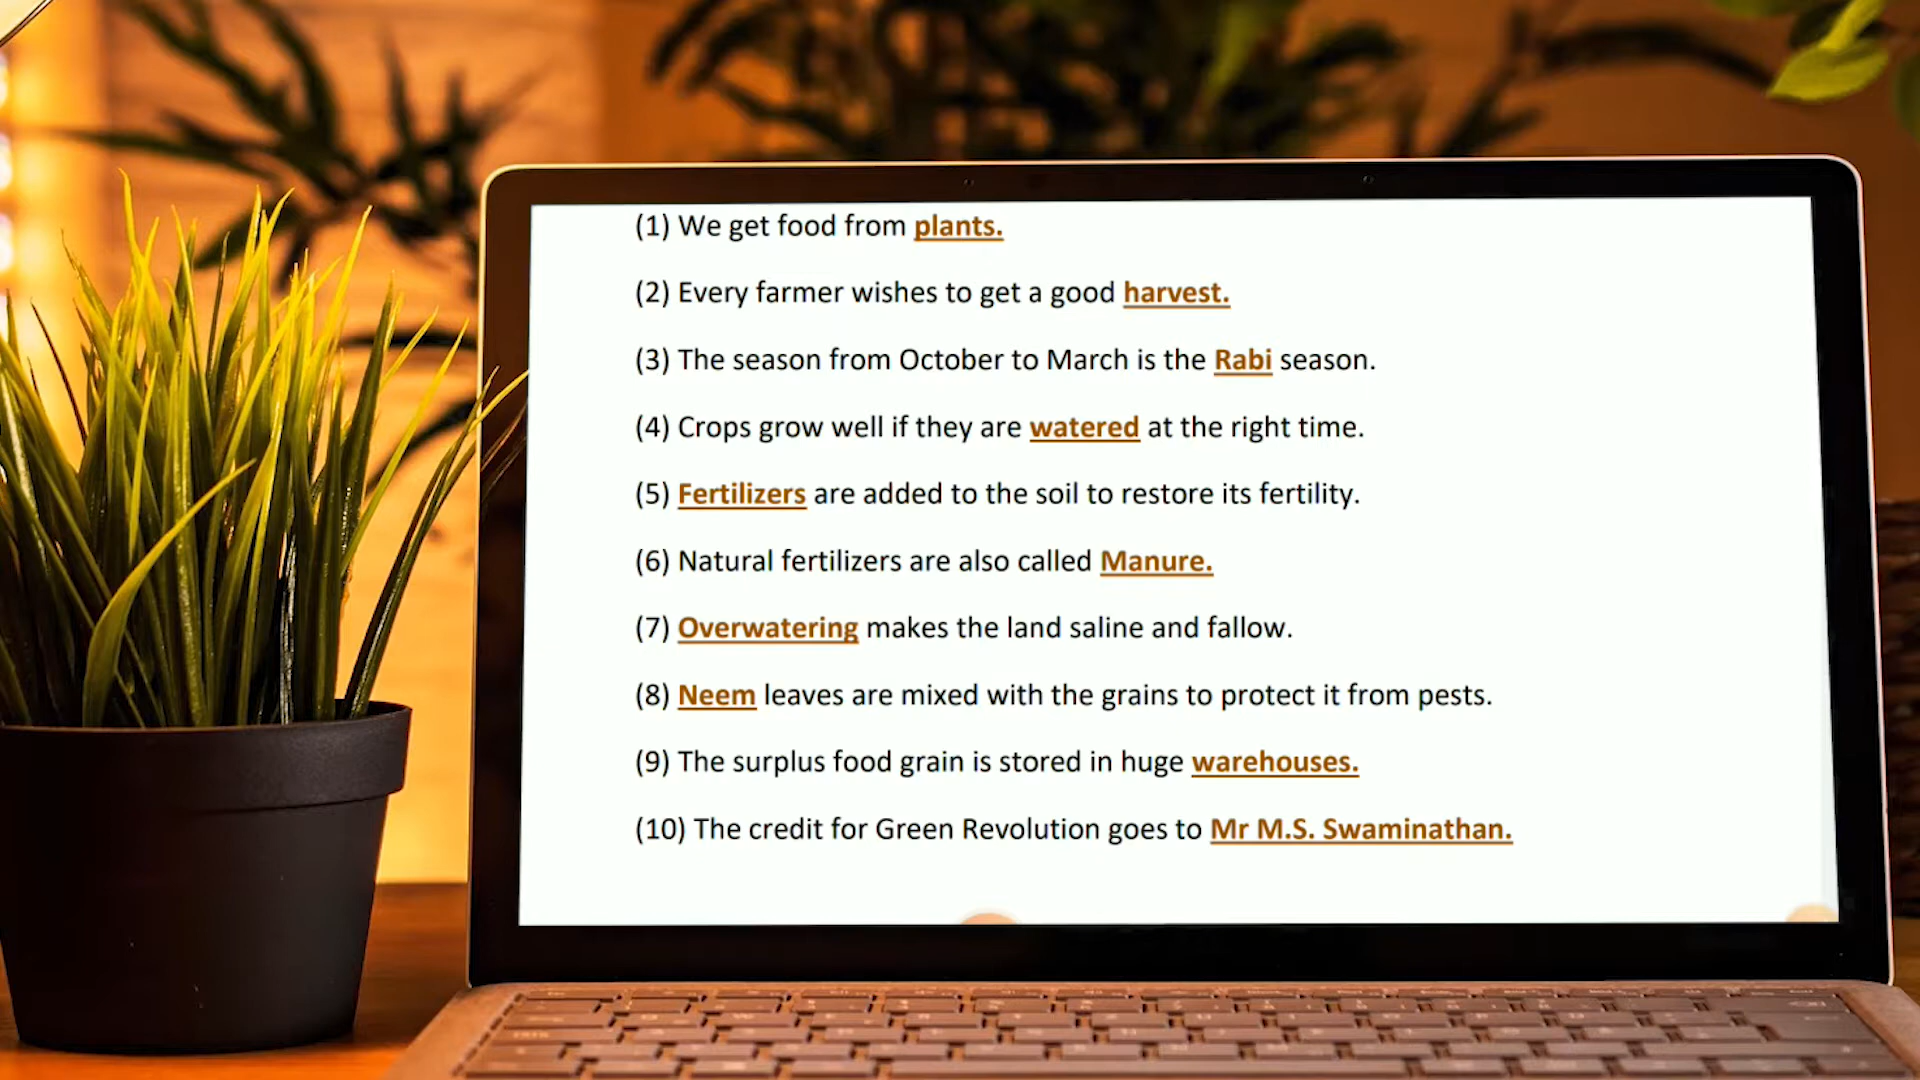 (1) We get food from plants.
(2) Every farmer wishes to get a good harvest.
(3) The season from October to March is the Rabi season.
(4) Crops grow well if they are watered at the right time.
(5) Fertilizers are added to the soil to restore its fertility.
(6) Natural fertilizers are also called Manure.
(7) Overwatering makes the land saline and fallow.
(8) Neem leaves are mixed with the grains to protect it from pests.
(9) The surplus food grain is stored in huge warehouses.
(10) The credit for Green Revolution goes to Mr M.S. Swaminathan.